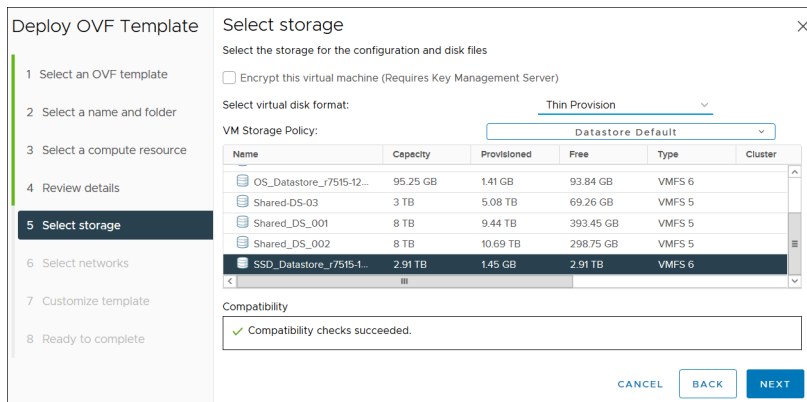 Deploy OVF Template
1 Select an OVF template
2 Select a name and folder
3 Select a compute resource
4 Review details
5 Select storage
6 Select networks
7 Customize template
8 Ready to complete
Select storage
Select the storage for the configuration and disk files
Encrypt this virtual machine (Requires Key Management Server)
Select virtual disk format: Thin Provision
VM Storage Policy: Datastore Default
Name Capacity Provisioned Free Type Cluster
OS_Datastore_r7515-12... 95.25 GB 1.41 GB 93.84 GB VMFS 6
Shared-DS-03 3 TB 5.08 TB 69.26 GB VMFS 5
Shared_DS_001 8 TB 9.44 TB 393.45 GB VMFS 5
Shared_DS_002 8 TB 10.69 TB 298.75 GB VMFS 5
SSD_Datastore_r7515-1... 2.91 TB 1.45 GB 2.91 TB VMFS 6
Compatibility
Compatibility checks succeeded.
CANCEL BACK NEXT